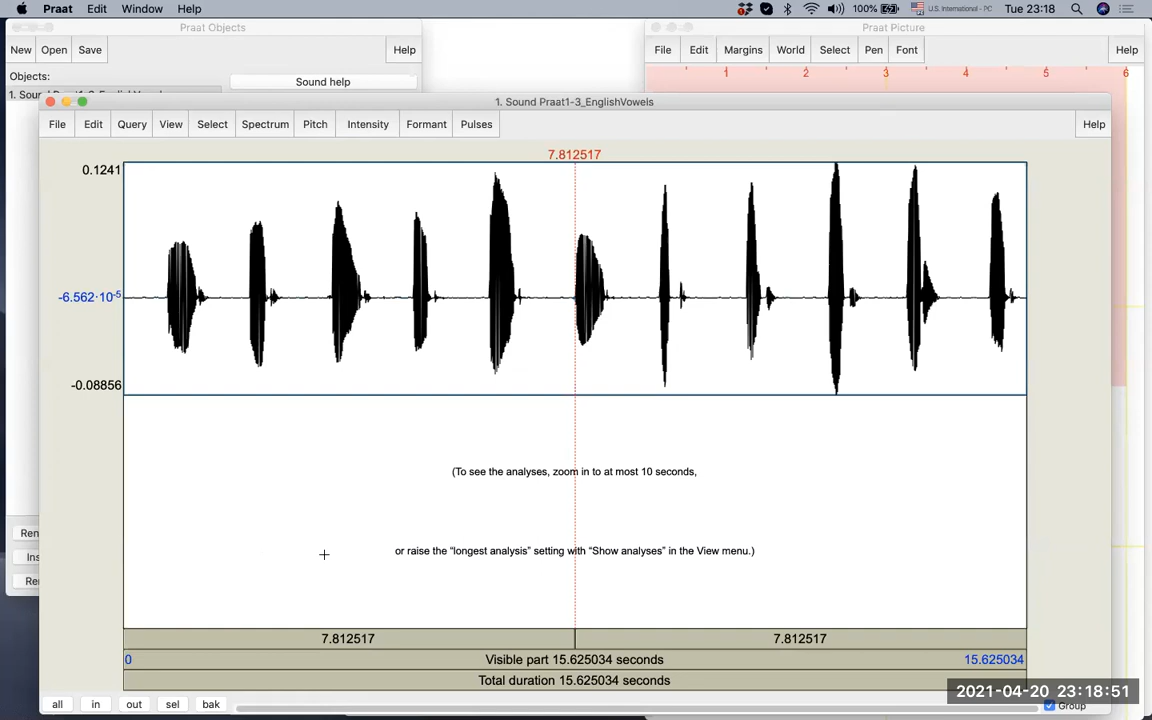 Praat Edit Window Help 100% U.S. International - PC Tue 23:18
Praat Objects Praat Picture
New Open Save Help File Edit Margins World Select Pen Font Help
Objects: 1 2 3 4 5 6
Sound help
1. Sound Praat1-3_EnglishVowels
File Edit Query View Select Spectrum Pitch Intensity Formant Pulses Help
7.812517
0.1241
-6.562·10-5
-0.08856
(To see the analyses, zoom in to at most 10 seconds,
or raise the “longest analysis” setting with “Show analyses” in the View menu.)
Ren
Ins
Re
7.812517 7.812517
0 Visible part 15.625034 seconds 15.625034
Total duration 15.625034 seconds
2021-04-20 23:18:51
all in out sel bak Group